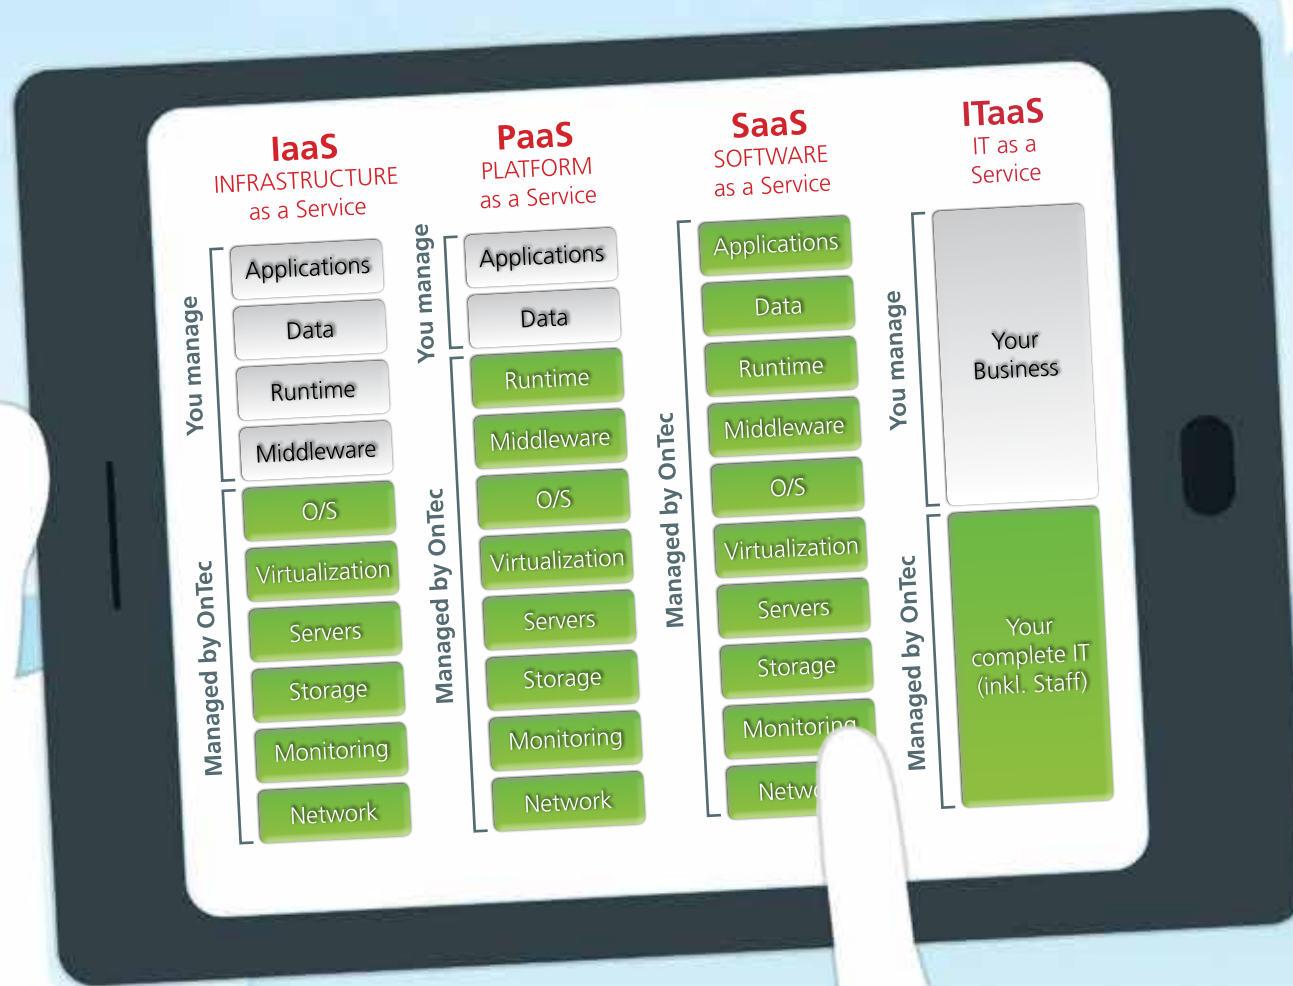 IaaS
INFRASTRUCTURE
as a Service
You manage
Applications
Data
Runtime
Middleware
Managed by OnTec
O/S
Virtualization
Servers
Storage
Monitoring
Network
PaaS
PLATFORM
as a Service
You manage
Applications
Data
Managed by OnTec
Runtime
Middleware
O/S
Virtualization
Servers
Storage
Monitoring
Network
SaaS
SOFTWARE
as a Service
Managed by OnTec
Applications
Data
Runtime
Middleware
O/S
Virtualization
Servers
Storage
Monitoring
ITaaS
IT as a
Service
You manage
Your
Business
Managed by OnTec
Your
complete IT
(inkl. Staff)